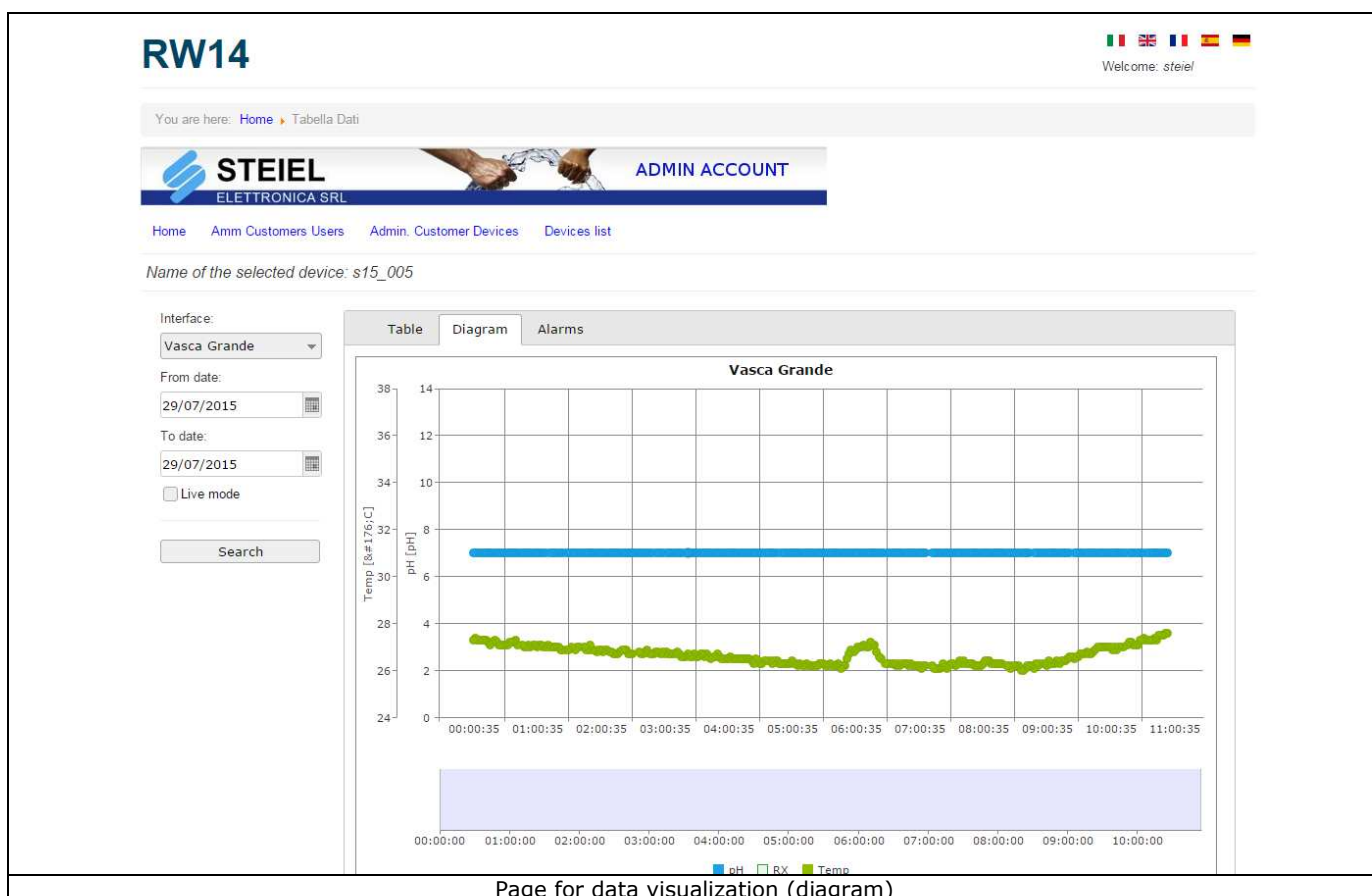 RW14
Welcome: steiel
You are here: Home Tabella Dati
STEIEL
ELETTRONICA SRL
ADMIN ACCOUNT
Home Amm Customers Users Admin. Customer Devices Devices list
Name of the selected device: s15_005
Interface:
Vasca Grande
From date:
29/07/2015
To date:
29/07/2015
Live mode
Search
Table Diagram Alarms
Vasca Grande
Temp [&#176;C]
38
36
34
32
30
28
26
24
pH [pH]
14
12
10
8
6
4
2
0
00:00:35 01:00:35 02:00:35 03:00:35 04:00:35 05:00:35 06:00:35 07:00:35 08:00:35 09:00:35 10:00:35 11:00:35
00:00:00 01:00:00 02:00:00 03:00:00 04:00:00 05:00:00 06:00:00 07:00:00 08:00:00 09:00:00 10:00:00
pH RX Temp
Page for data visualization (diagram)